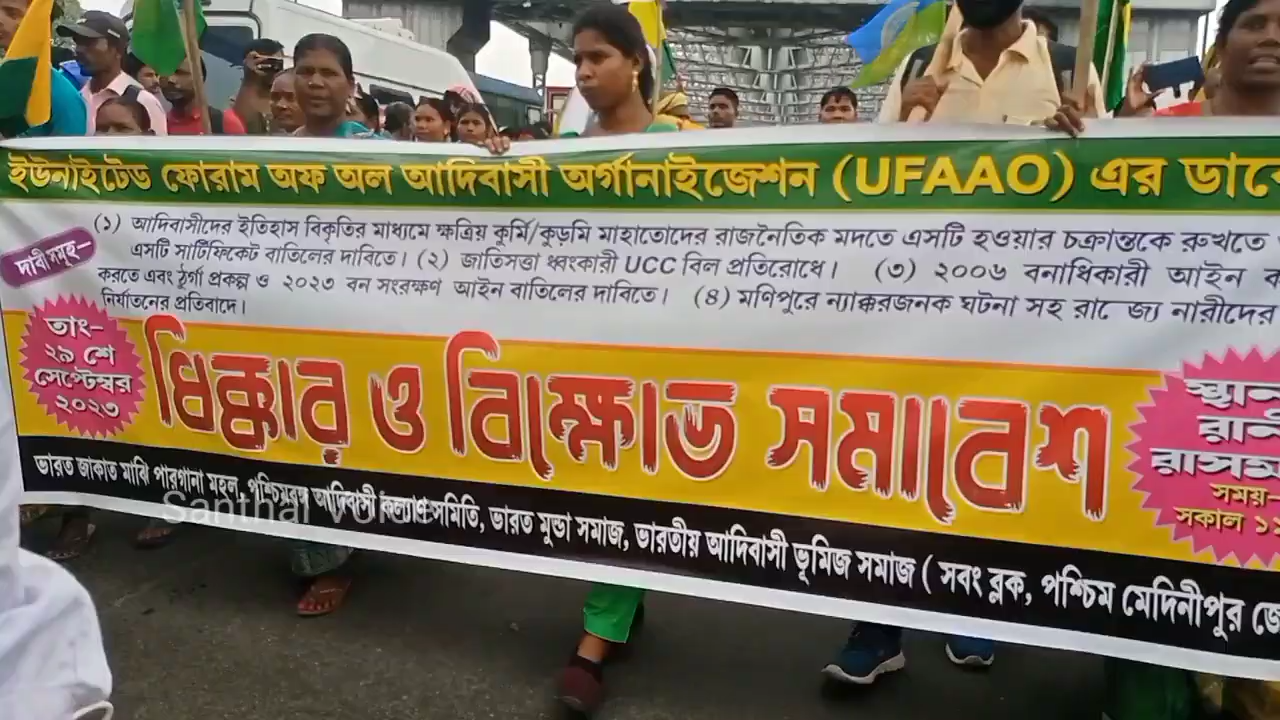 ইউনাইটেড ফোরাম অফ অল আদিবাসী অর্গানাইজেশন (UFAAO) এর ডাকে
দাবীসমূহ–
(১) আদিবাসীদের ইতিহাস বিকৃতির মাধ্যমে ক্ষত্রিয় কুর্মি/কুড়মি মাহাতোদের রাজনৈতিক মদতে এসটি হওয়ার চক্রান্তকে রুখতে
এসটি সার্টিফিকেট বাতিলের দাবিতে। (২) জাতিসত্তা ধ্বংকারী UCC বিল প্রতিরোধে। (৩) ২০০৬ বনাধিকারী আইন
করতে এবং ঠুর্গা প্রকল্প ও ২০২৩ বন সংরক্ষণ আইন বাতিলের দাবিতে। (৪) মণিপুরে ন্যাক্কারজনক ঘটনা সহ রাজ্যে নারীদের
নির্যাতনের প্রতিবাদে।
তাং–
২৯ শে
সেপ্টেম্বর
২০২৩
ধিক্কার ও বিক্ষোভ সমাবেশ
স্থান
সময়–
সকাল
ভারত জাকাত মাঝি পারগানা মহল, পশ্চিমবঙ্গ আদিবাসী কল্যাণ সমিতি, ভারত মুন্ডা সমাজ, ভারতীয় আদিবাসী ভূমিজ সমাজ ( সবং ব্লক, পশ্চিম মেদিনীপুর
Santhal Voice